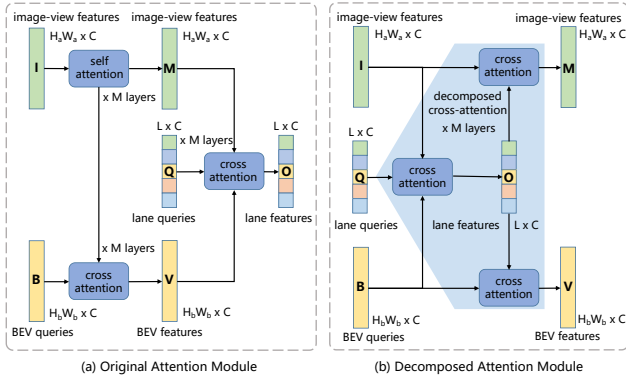 image-view features
image-view features
HaWa x C
HaWa x C
I
self
attention
M
x M layers
L x C
x M layers
L x C
Q
cross
attention
O
lane queries
lane features
x M layers
B
cross
attention
V
HbWb x C
HbWb x C
BEV queries
BEV features
(a) Original Attention Module
image-view features
image-view features
HaWa x C
HaWa x C
I
cross
attention
M
decomposed
cross-attention
x M layers
L x C
Q
cross
attention
O
lane queries
lane features
L x C
B
cross
attention
V
HbWb x C
HbWb x C
BEV queries
BEV features
(b) Decomposed Attention Module